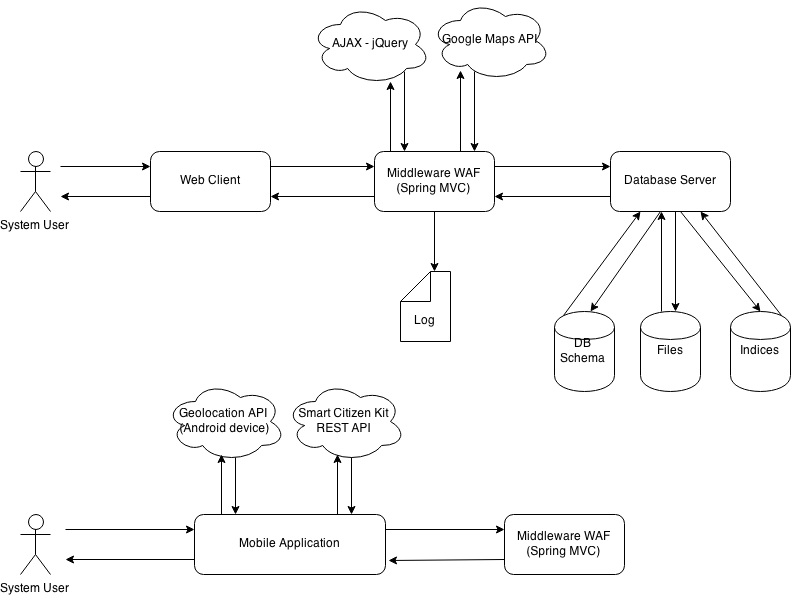 AJAX - jQuery
Google Maps API
System User
Web Client
Middleware WAF
(Spring MVC)
Database Server
Log
DB
Schema
Files
Indices
Geolocation API
(Android device)
Smart Citizen Kit
REST API
System User
Mobile Application
Middleware WAF
(Spring MVC)